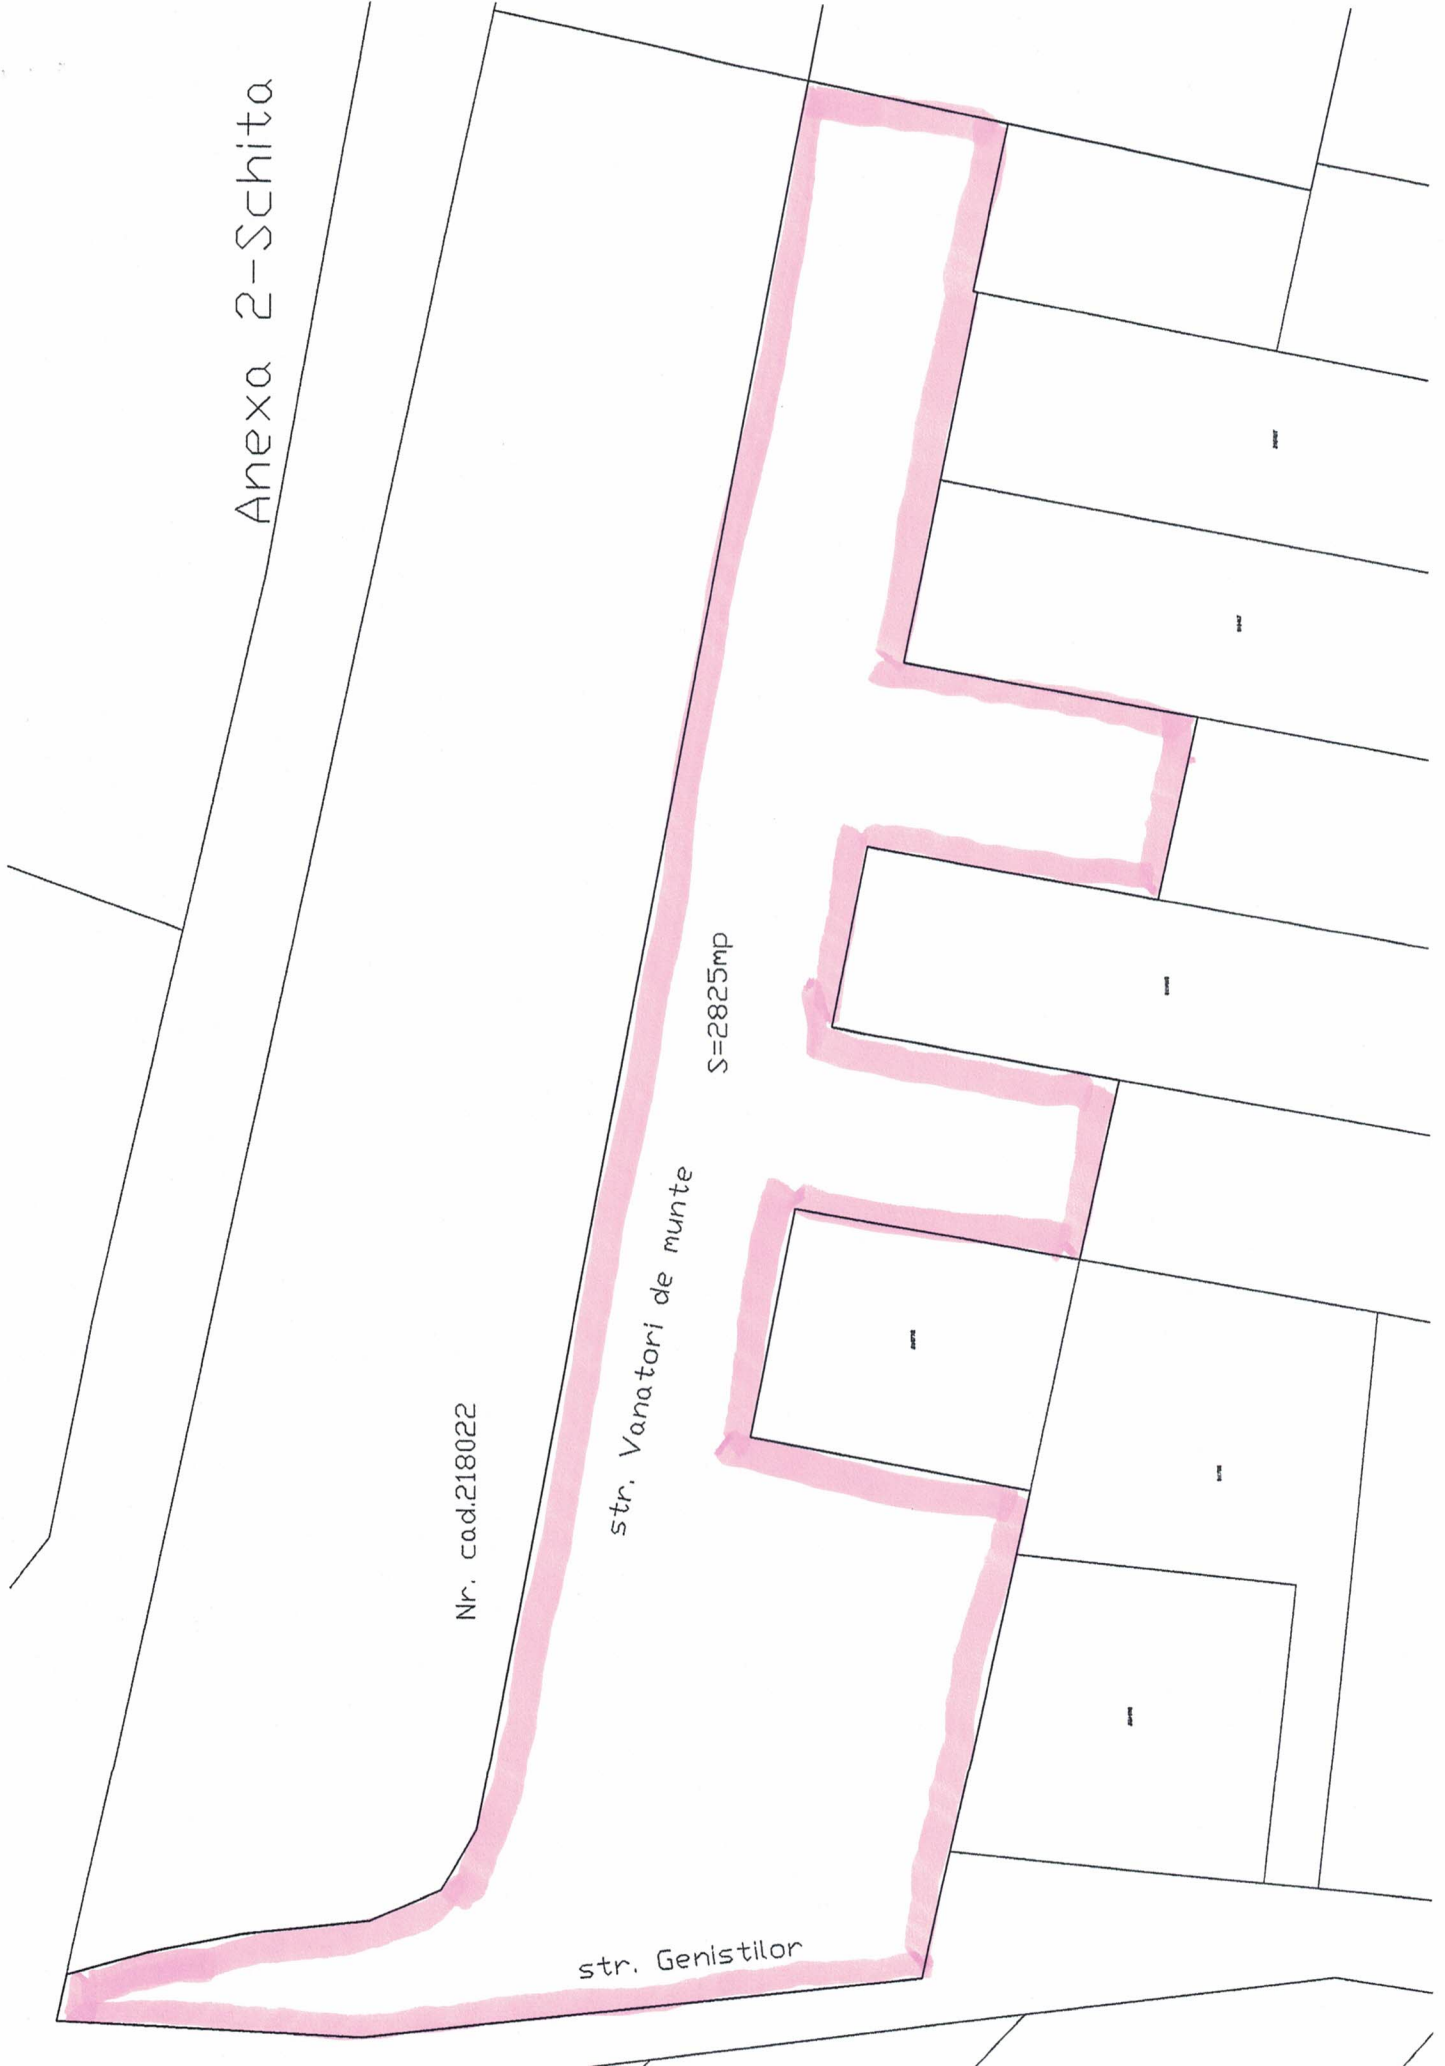 Anexa 2-Schita
Nr. cad.218022
str. Vanatori de munte
S=2825mp
str. Genistilor